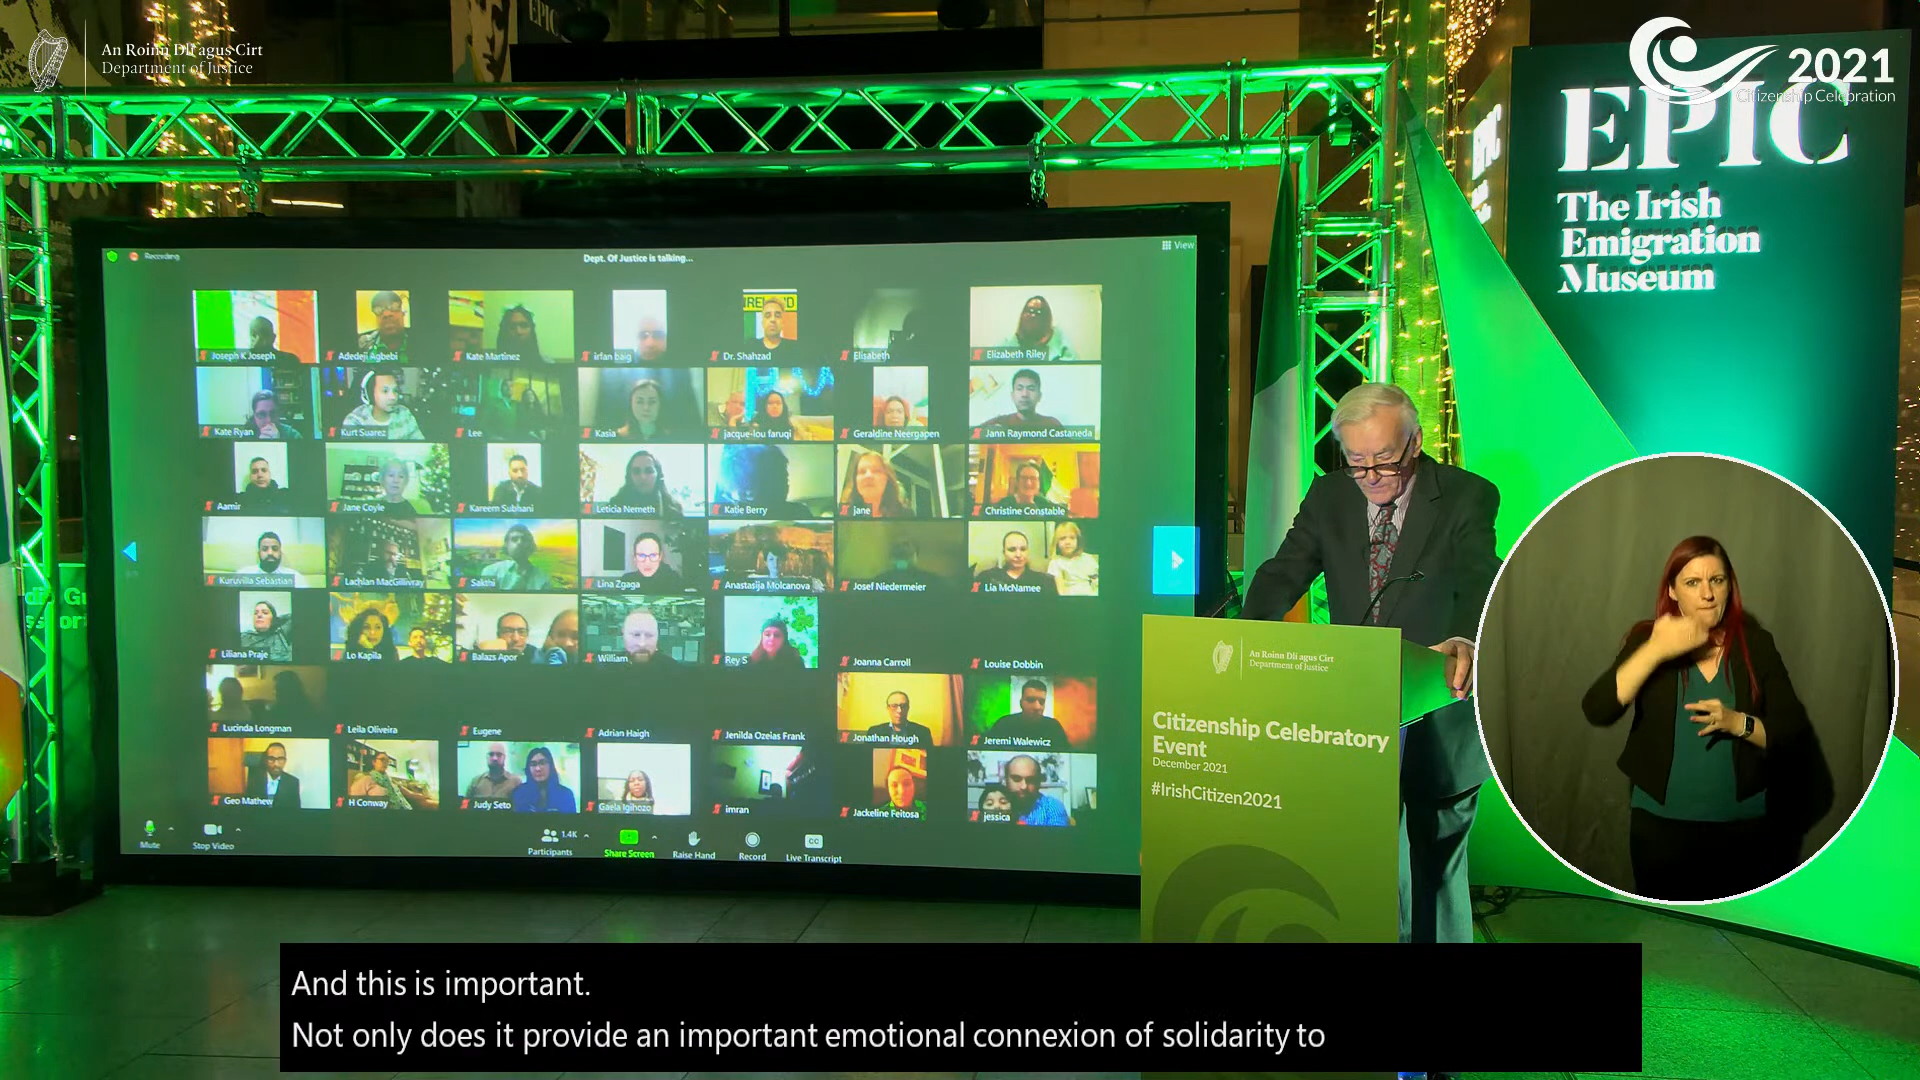 An Roinn Dlí agus Cirt
Department of Justice
2021
Citizenship Celebration
EPIC
The Irish
Emigration
Museum
EPIC
Recording
Dept. Of Justice is talking...
View
Joseph K Joseph
Adedeji Agbebi
Kate Martinez
irfan baig
Dr. Shahzad
Elisabeth
Elizabeth Riley
Kate Ryan
Kurt Suarez
Lee
Kasia
jacque-lou faruqi
Geraldine Neergapen
Jann Raymond Castaneda
Aamir
Jane Coyle
Kareem Subhani
Leticia Nemeth
Katie Berry
jane
Christine Constable
Kuruvilla Sebastian
Lachlan MacGillivray
Sakthi
Lina Zgaga
Anastasija Molcanova
Josef Niedermeier
Lia McNamee
Liliana Praje
Lo Kapila
Balazs Apor
William
Rey S
Joanna Carroll
Louise Dobbin
Lucinda Longman
Leila Oliveira
Eugene
Adrian Haigh
Jenilda Ozeias Frank
Jonathan Hough
Jeremi Walewicz
Geo Mathew
H Conway
Judy Seto
Gaela Igihozo
imran
Jackeline Feitosa
jessica
Mute
Stop Video
1.4K
Participants
Share Screen
Raise Hand
Record
CC
Live Transcript
An Roinn Dlí agus Cirt
Department of Justice
Citizenship Celebratory
Event
December 2021
#IrishCitizen2021
And this is important.
Not only does it provide an important emotional connexion of solidarity to